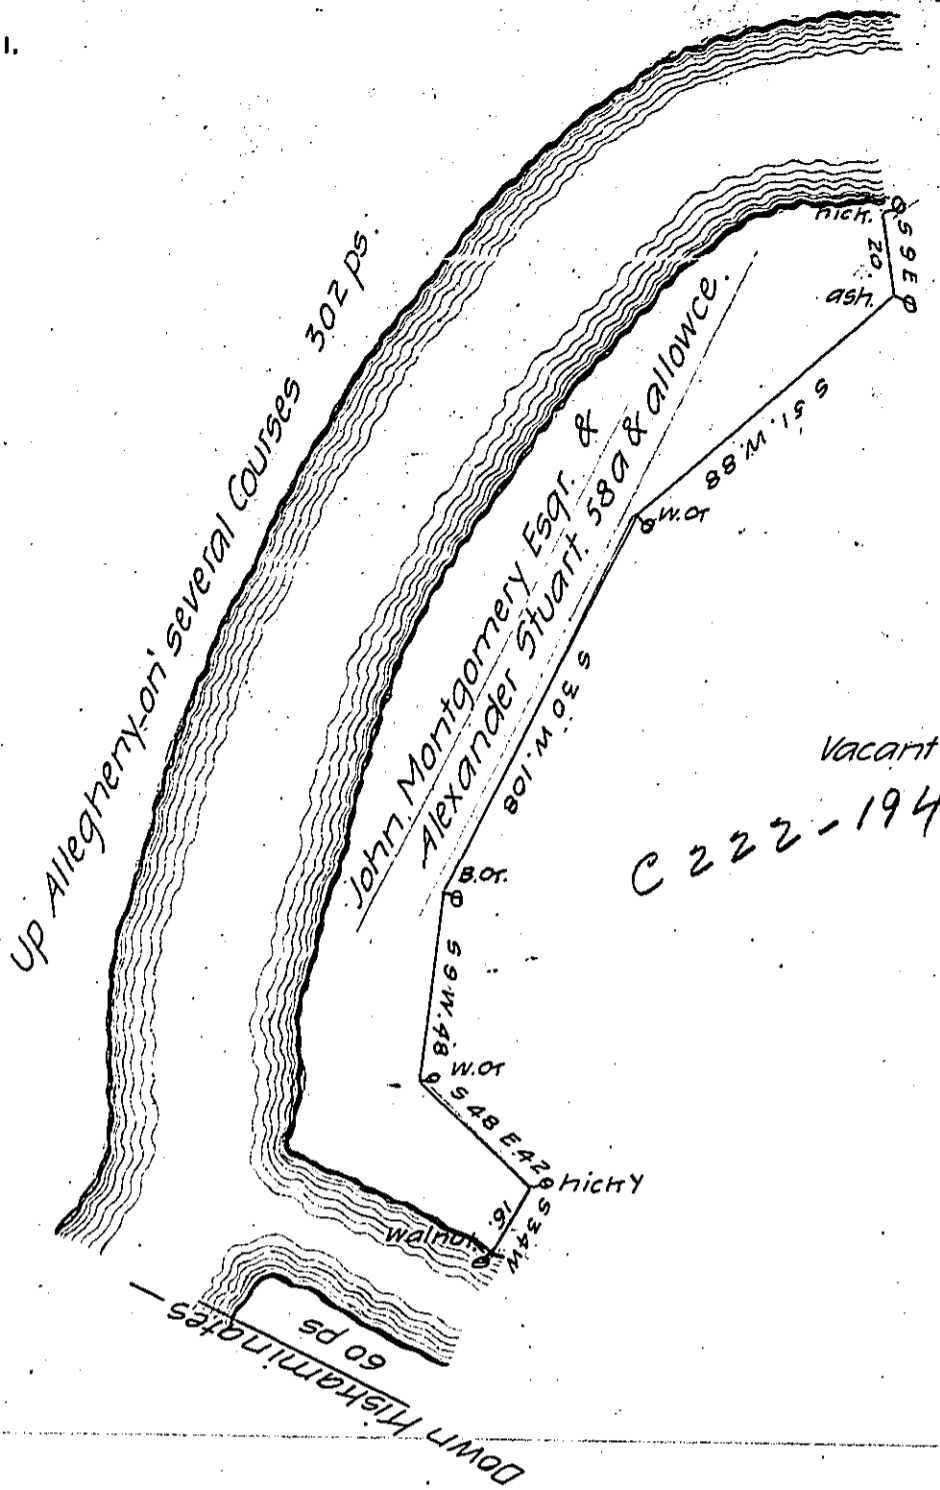 1.
Up Allegheny-on several Courses 302 ps.
John Montgomery Esqr. &
Alexander Stuart. 58a & allowce.
hick.
S 9 E
20.
ash.
S 51. W. 88
W.or
S 30 W. 108
Vacant
C 222-194
B.or.
S 9 W. 48
W.or
S 48 E. 42
hicky
S 34 W
16.
walnut.
60 ps
Down Kiskaminates